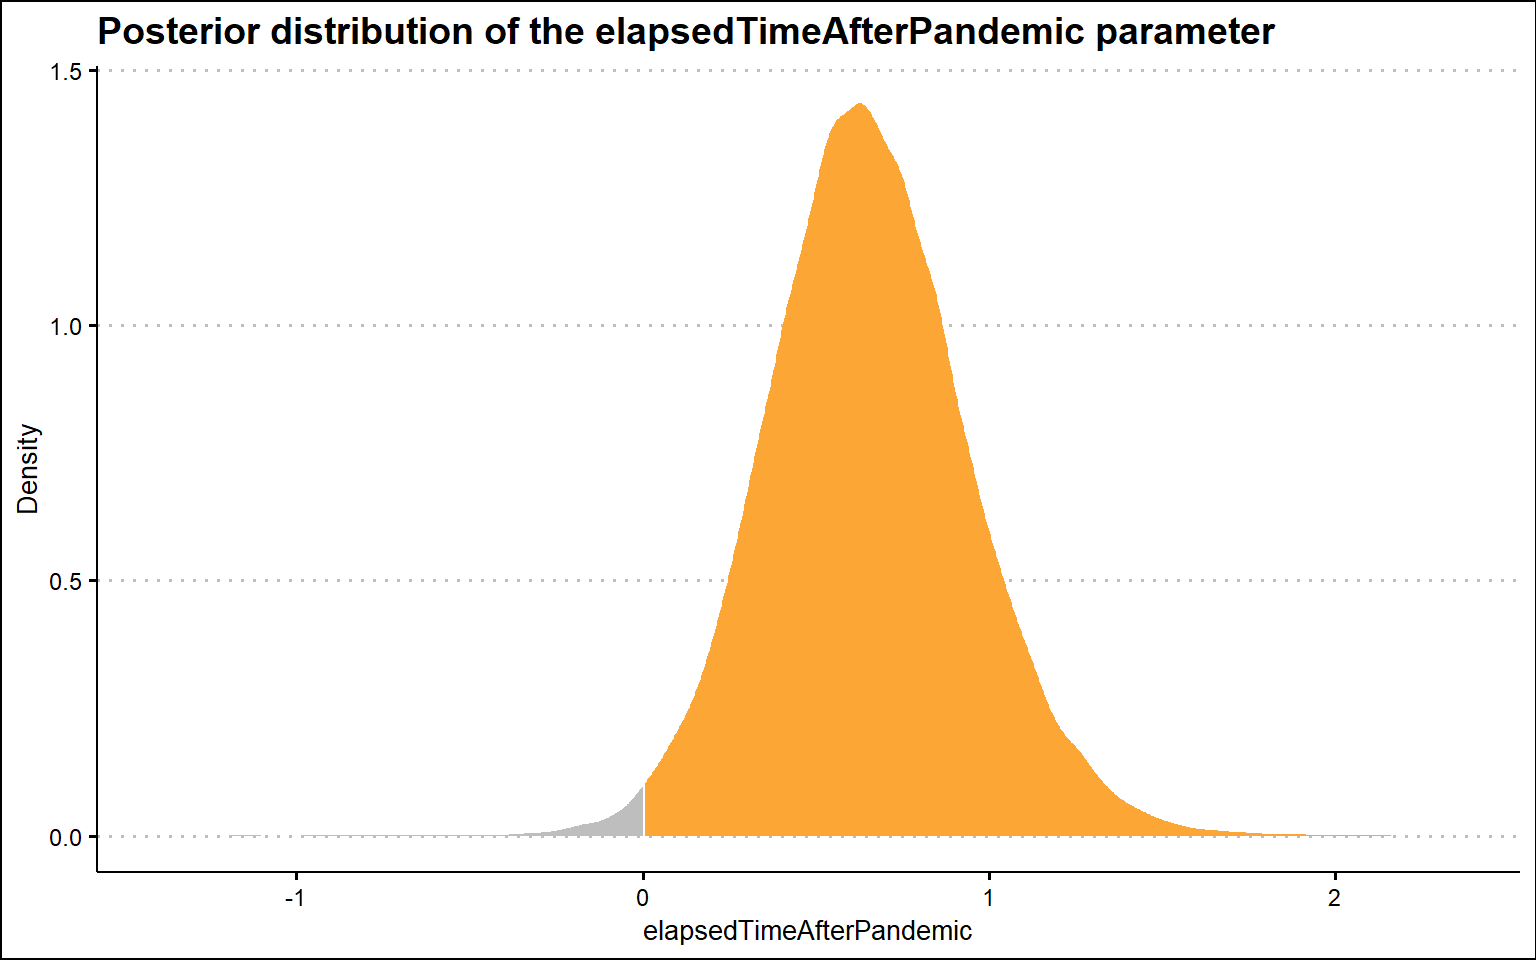 Posterior distribution of the elapsedTimeAfterPandemic parameter
1.5
1.0
0.5
0.0
Density
-1 0 1 2
elapsedTimeAfterPandemic